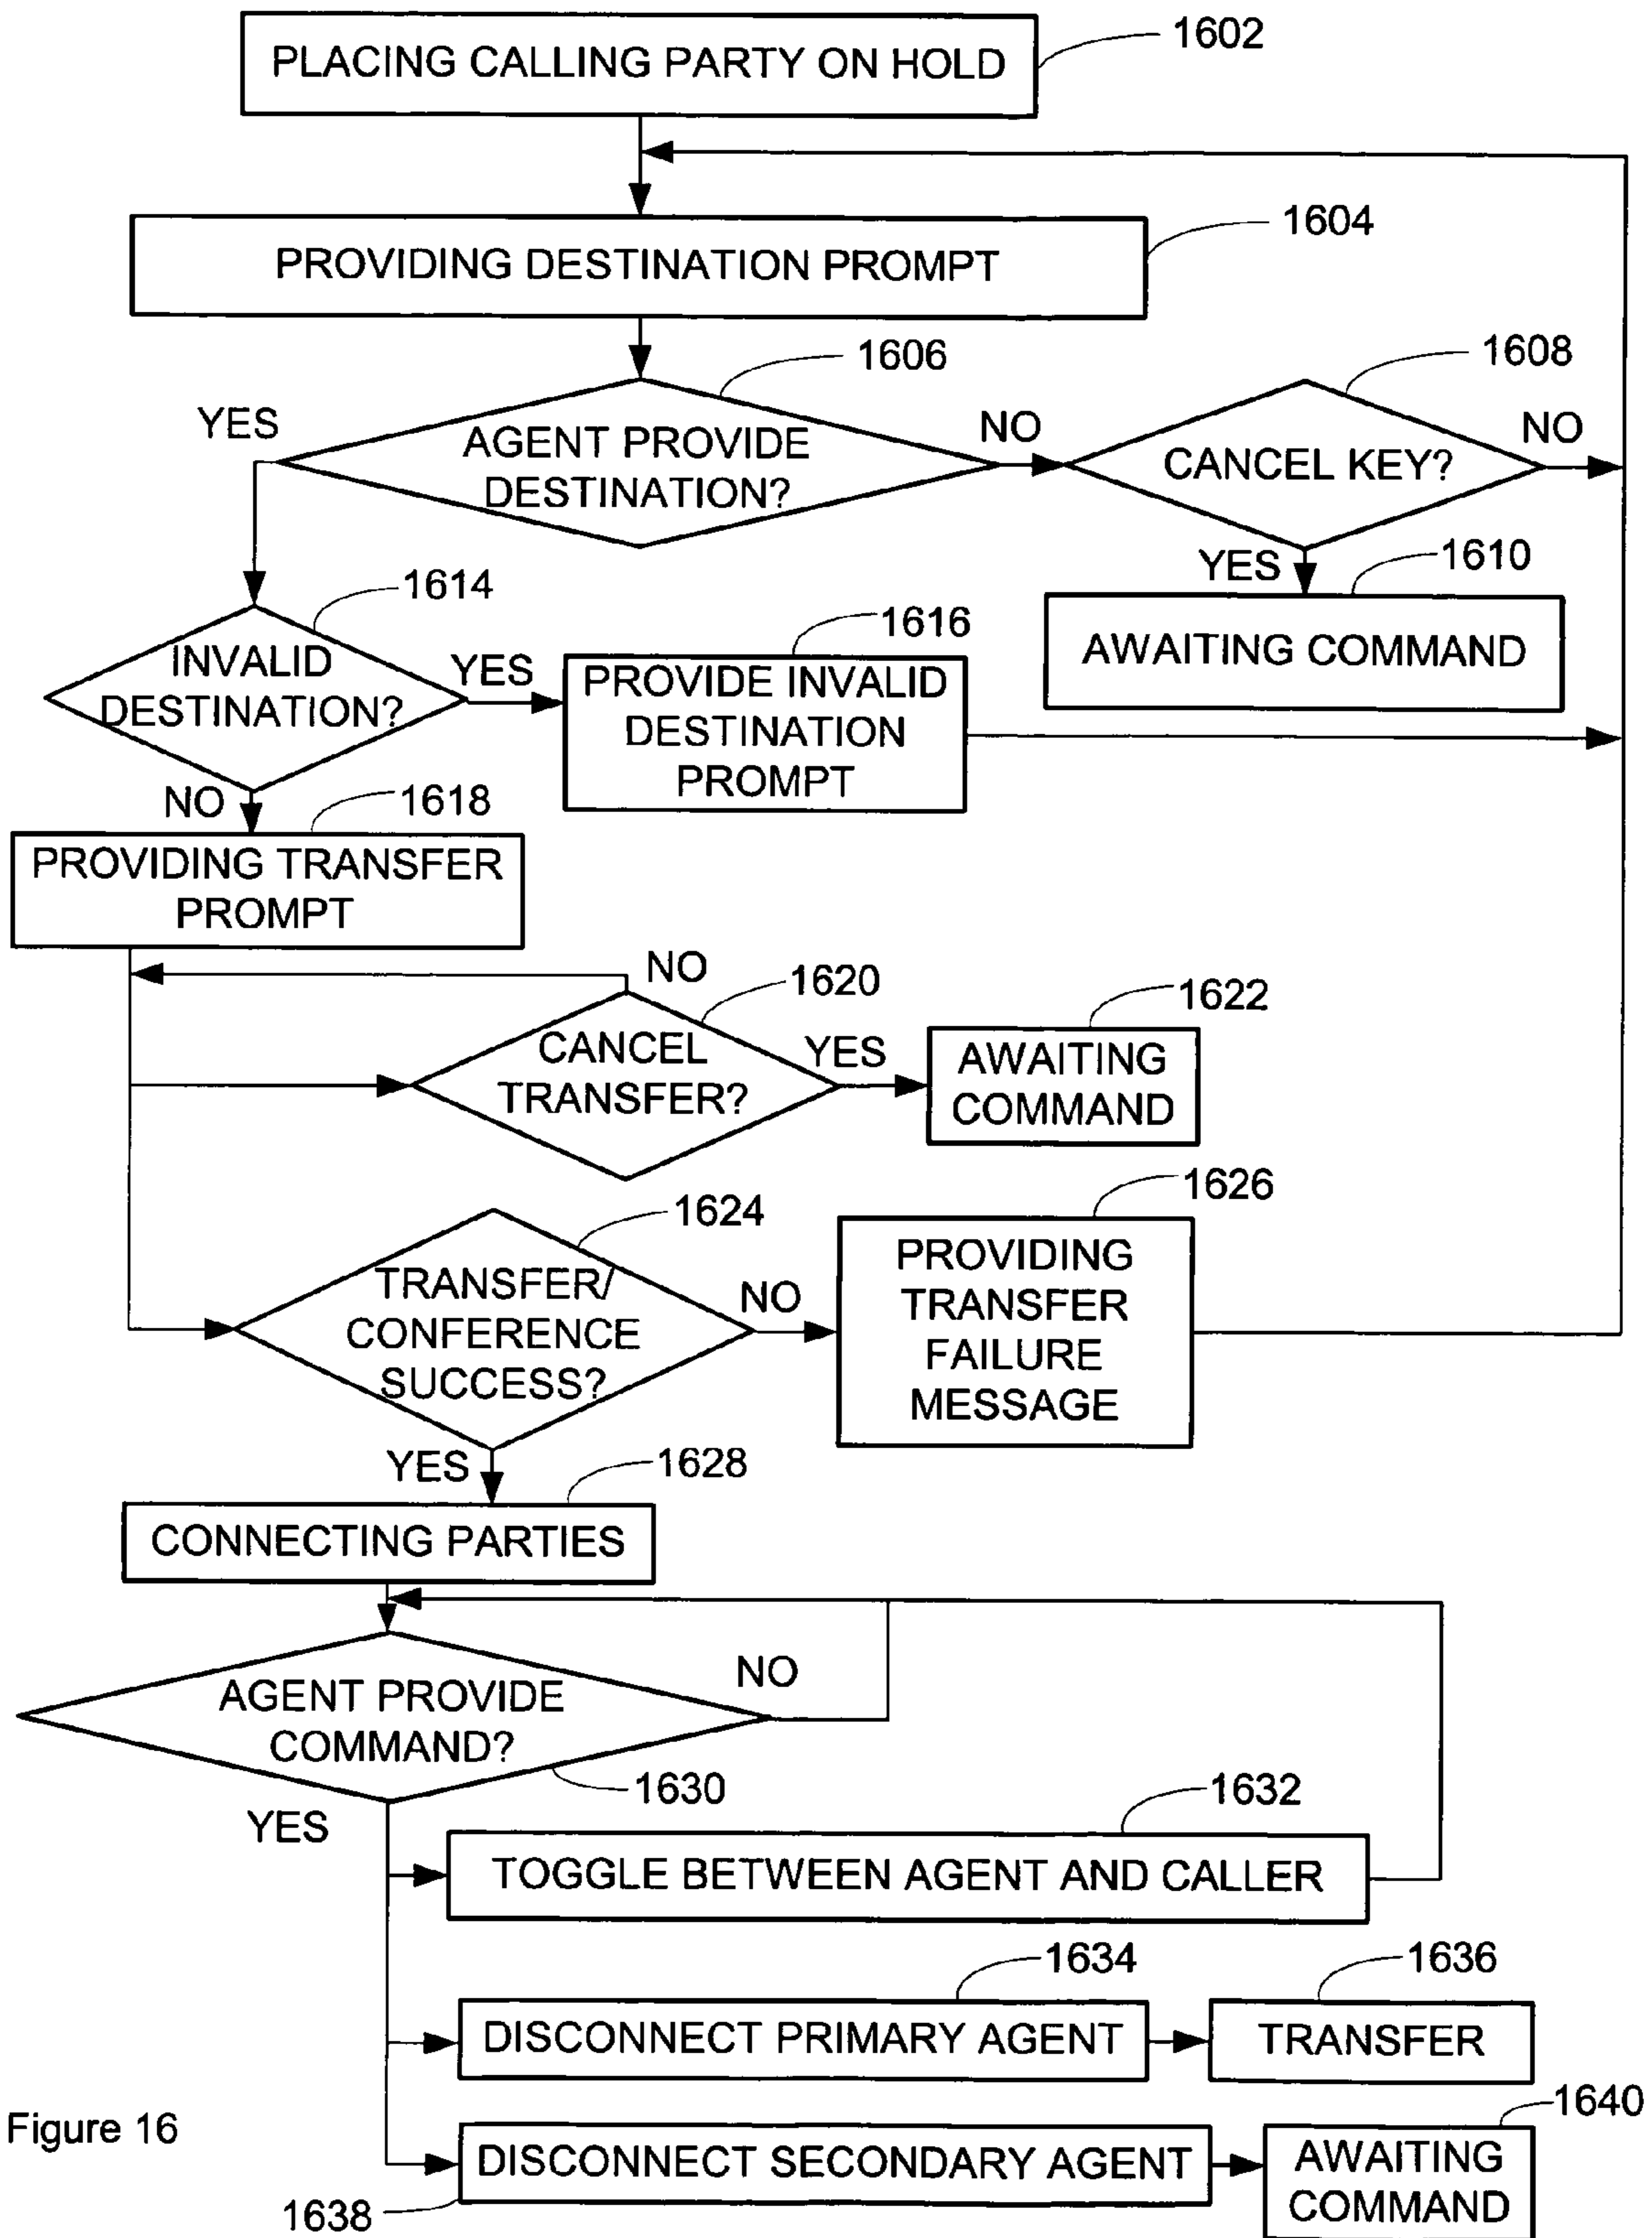 1602
PLACING CALLING PARTY ON HOLD
1604
PROVIDING DESTINATION PROMPT
1606
1608
YES
AGENT PROVIDE
DESTINATION?
NO
CANCEL KEY?
NO
YES
1610
AWAITING COMMAND
1614
INVALID
DESTINATION?
YES
1616
PROVIDE INVALID
DESTINATION
PROMPT
NO
1618
PROVIDING TRANSFER
PROMPT
NO
1620
CANCEL
TRANSFER?
YES
1622
AWAITING
COMMAND
1624
TRANSFER/
CONFERENCE
SUCCESS?
NO
1626
PROVIDING
TRANSFER
FAILURE
MESSAGE
YES
1628
CONNECTING PARTIES
AGENT PROVIDE
COMMAND?
NO
1630
YES
1632
TOGGLE BETWEEN AGENT AND CALLER
1634
DISCONNECT PRIMARY AGENT
1636
TRANSFER
Figure 16
DISCONNECT SECONDARY AGENT
1638
1640
AWAITING
COMMAND